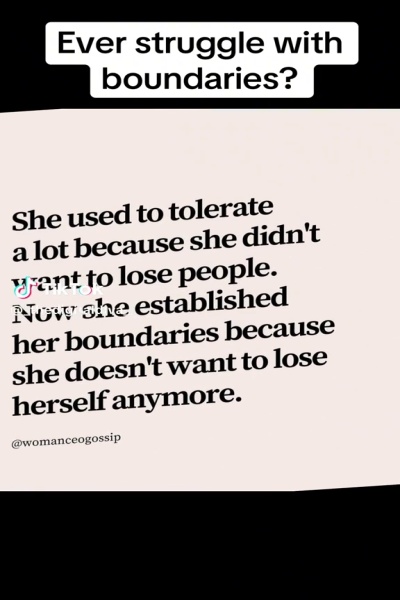 Ever struggle with
boundaries?
She used to tolerate
a lot because she didn't
want to lose people.
Now she established
her boundaries because
she doesn't want to lose
herself anymore.
@womanceogossip